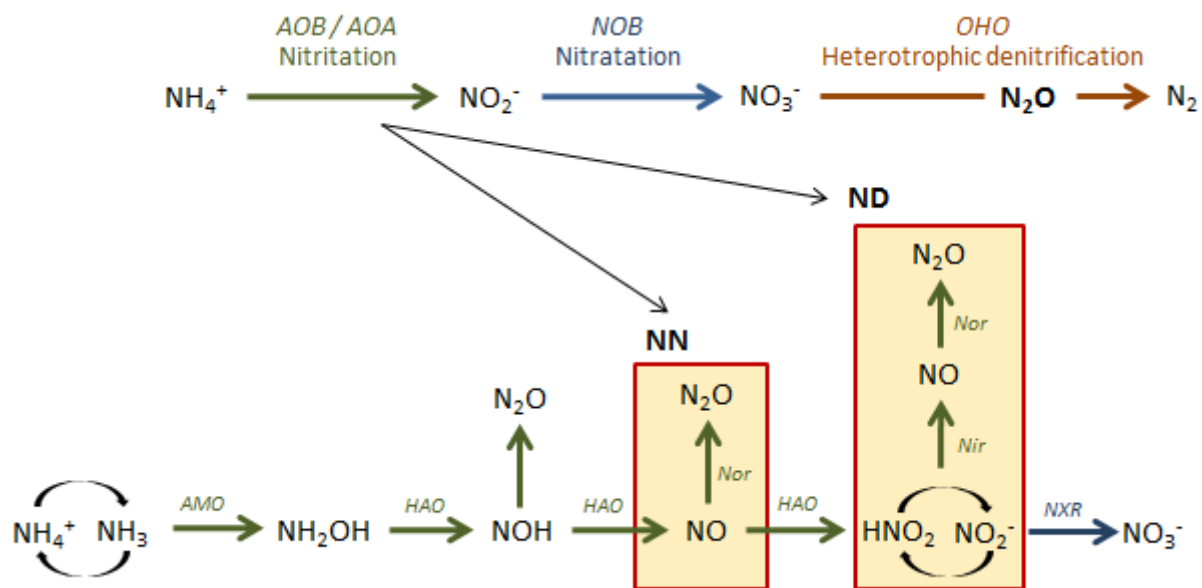 AOB / AOA
Nitritation
NOB
Nitratation
OHO
Heterotrophic denitrification
NH₄⁺
NO₂⁻
NO₃⁻
N₂O
N₂
ND
N₂O
Nor
NN
NO
N₂O
N₂O
Nir
Nor
AMO
HAO
HAO
HAO
NXR
NH₄⁺
NH₃
NH₂OH
NOH
NO
HNO₂
NO₂⁻
NO₃⁻